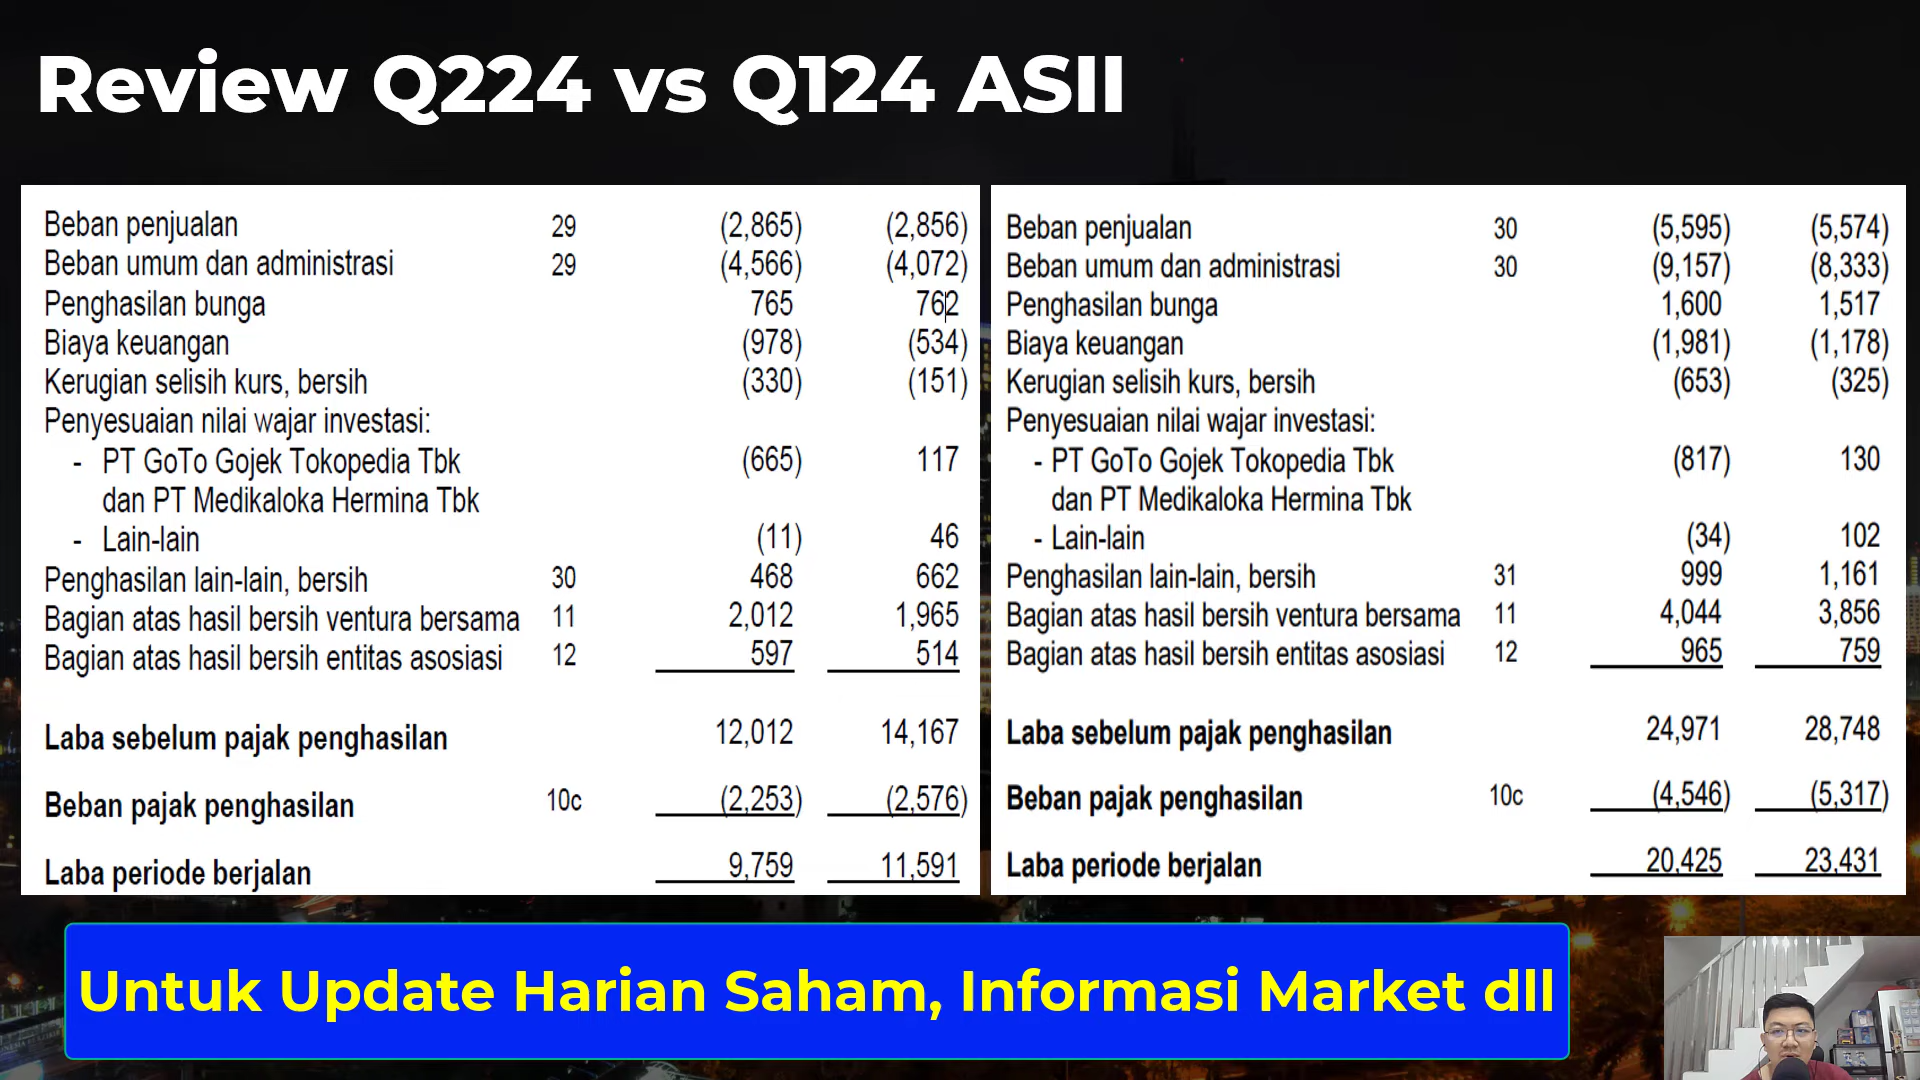 Review Q224 vs Q124 ASII
Beban penjualan 29 (2,865) (2,856)
Beban umum dan administrasi 29 (4,566) (4,072)
Penghasilan bunga 765 762
Biaya keuangan (978) (534)
Kerugian selisih kurs, bersih (330) (151)
Penyesuaian nilai wajar investasi:
- PT GoTo Gojek Tokopedia Tbk (665) 117
dan PT Medikaloka Hermina Tbk
- Lain-lain (11) 46
Penghasilan lain-lain, bersih 30 468 662
Bagian atas hasil bersih ventura bersama 11 2,012 1,965
Bagian atas hasil bersih entitas asosiasi 12 597 514
Laba sebelum pajak penghasilan 12,012 14,167
Beban pajak penghasilan 10c (2,253) (2,576)
Laba periode berjalan 9,759 11,591
Beban penjualan 30 (5,595) (5,574)
Beban umum dan administrasi 30 (9,157) (8,333)
Penghasilan bunga 1,600 1,517
Biaya keuangan (1,981) (1,178)
Kerugian selisih kurs, bersih (653) (325)
Penyesuaian nilai wajar investasi:
- PT GoTo Gojek Tokopedia Tbk (817) 130
dan PT Medikaloka Hermina Tbk
- Lain-lain (34) 102
Penghasilan lain-lain, bersih 31 999 1,161
Bagian atas hasil bersih ventura bersama 11 4,044 3,856
Bagian atas hasil bersih entitas asosiasi 12 965 759
Laba sebelum pajak penghasilan 24,971 28,748
Beban pajak penghasilan 10c (4,546) (5,317)
Laba periode berjalan 20,425 23,431
Untuk Update Harian Saham, Informasi Market dll